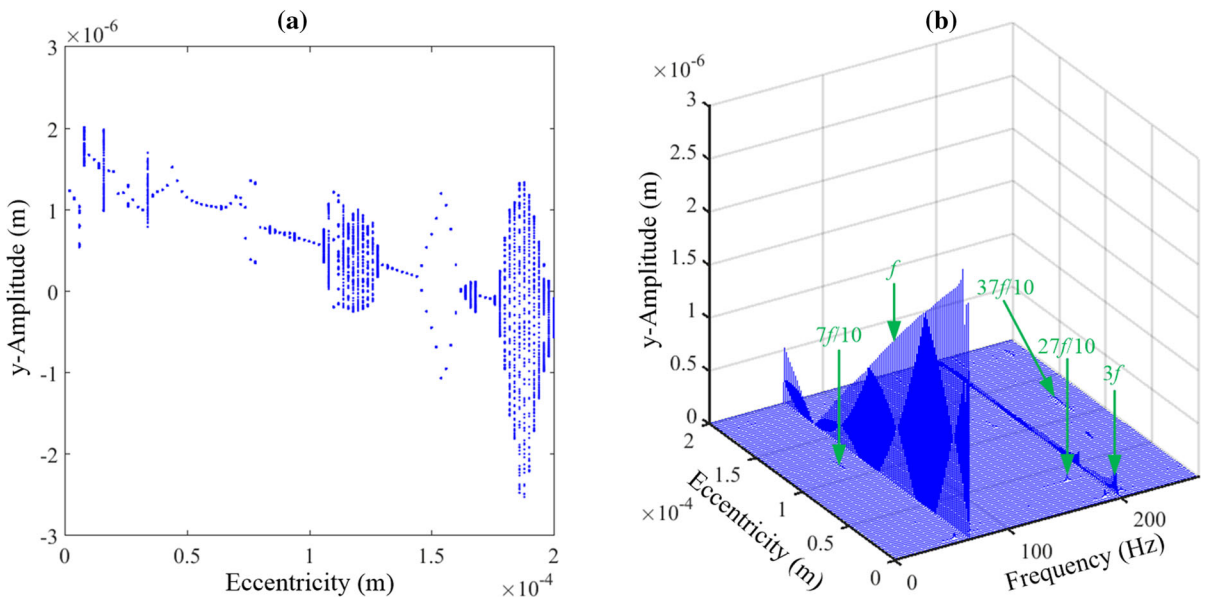 (a)
×10⁻⁶
3
2
1
0
-1
-2
-3
y-Amplitude (m)
0
0.5
1
1.5
2
×10⁻⁴
Eccentricity (m)
(b)
×10⁻⁶
3
2.5
2
1.5
1
0.5
0
y-Amplitude (m)
2
1.5
1
0.5
0
×10⁻⁴
Eccentricity (m)
0
100
200
Frequency (Hz)
f
7f/10
37f/10
27f/10
3f